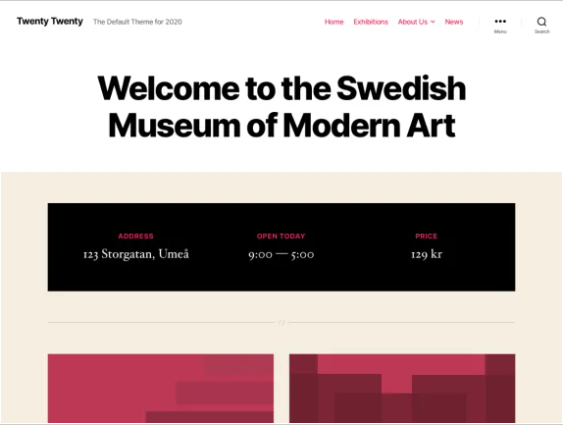 Twenty Twenty The Default Theme for 2020
Home Exhibitions About Us News
Menu
Search
Welcome to the Swedish
Museum of Modern Art
ADDRESS
123 Storgatan, Umeå
OPEN TODAY
9:00 — 5:00
PRICE
129 kr